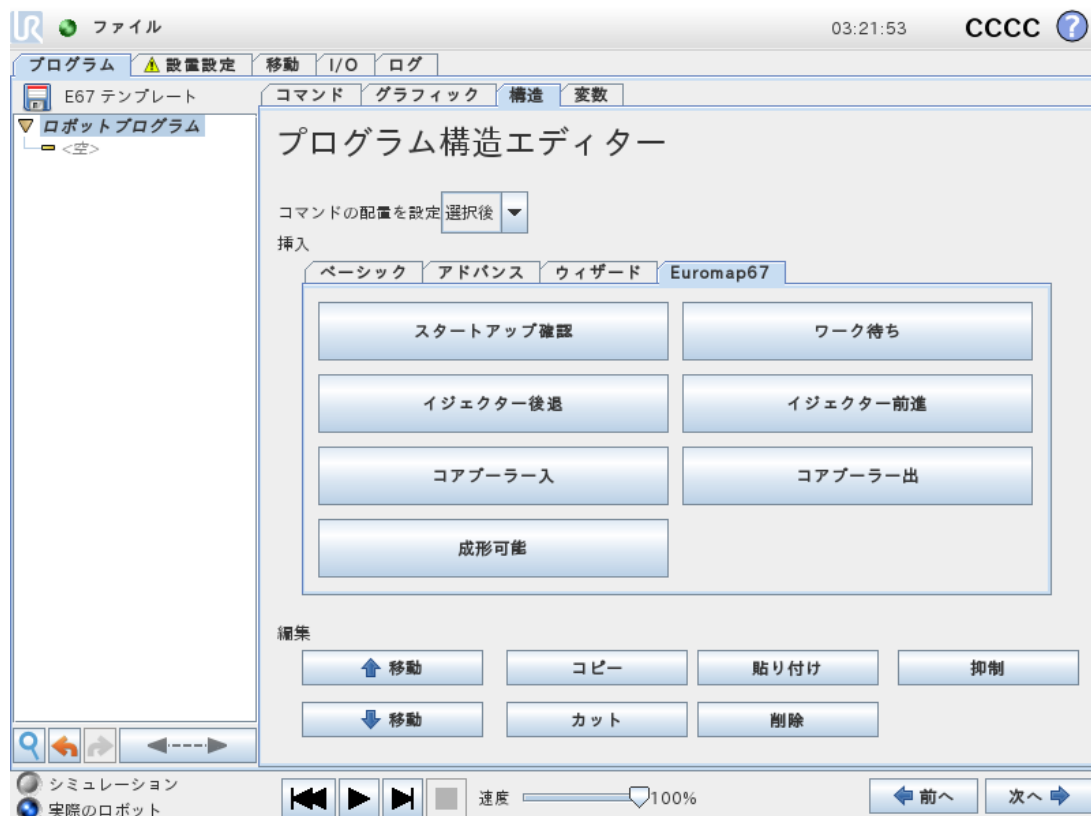 UR ファイル 03:21:53 CCCC ?
プログラム 設置設定 移動 I/O ログ
E67 テンプレート
コマンド グラフィック 構造 変数
ロボットプログラム
<空>
プログラム構造エディター
コマンドの配置を設定 選択後
挿入
ベーシック アドバンス ウィザード Euromap67
スタートアップ確認 ワーク待ち
イジェクター後退 イジェクター前進
コアプーラー入 コアプーラー出
成形可能
編集
移動 コピー 貼り付け 抑制
移動 カット 削除
シミュレーション
実際のロボット
速度 100%
前へ 次へ